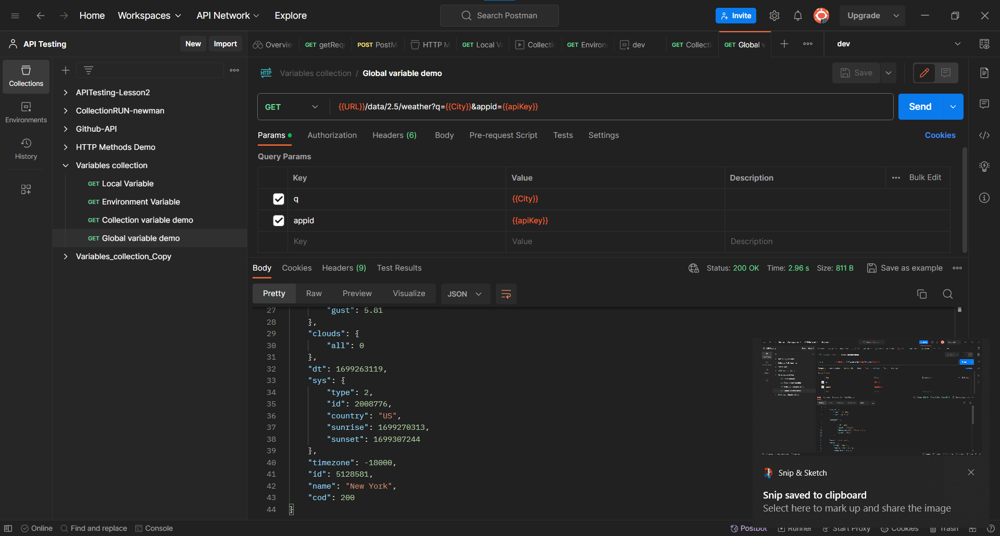 Home Workspaces API Network Explore Search Postman Invite Upgrade
API Testing New Import
Overvie GET getRequ POST PostM HTTP M GET Local Va Collectio GET Environ dev GET Collecti GET Global v dev
Collections
Environments
History
APITesting-Lesson2
CollectionRUN-newman
Github-API
HTTP Methods Demo
Variables collection
GET Local Variable
GET Environment Variable
GET Collection variable demo
GET Global variable demo
Variables_collection_Copy
HTTP Variables collection / Global variable demo Save
GET {{URL}}/data/2.5/weather?q={{City}}&appid={{apiKey}} Send
Params Authorization Headers (6) Body Pre-request Script Tests Settings Cookies
Query Params
Key Value Description Bulk Edit
q {{City}}
appid {{apiKey}}
Key Value Description
Body Cookies Headers (9) Test Results Status: 200 OK Time: 2.96 s Size: 811 B Save as example
Pretty Raw Preview Visualize JSON
27 "gust": 5.81
28 },
29 "clouds": {
30 "all": 0
31 },
32 "dt": 1699263119,
33 "sys": {
34 "type": 2,
35 "id": 2008776,
36 "country": "US",
37 "sunrise": 1699270313,
38 "sunset": 1699307244
39 },
40 "timezone": -18000,
41 "id": 5128581,
42 "name": "New York",
43 "cod": 200
44 }
Snip & Sketch
Snip saved to clipboard
Select here to mark up and share the image
Online Find and replace Console Postbot Runner Start Proxy Cookies Trash